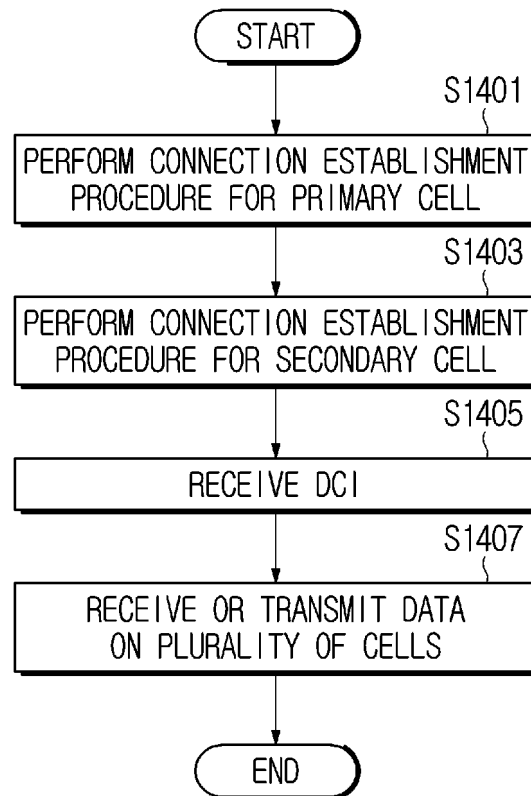 START
S1401
PERFORM CONNECTION ESTABLISHMENT
PROCEDURE FOR PRIMARY CELL
S1403
PERFORM CONNECTION ESTABLISHMENT
PROCEDURE FOR SECONDARY CELL
S1405
RECEIVE DCI
S1407
RECEIVE OR TRANSMIT DATA
ON PLURALITY OF CELLS
END